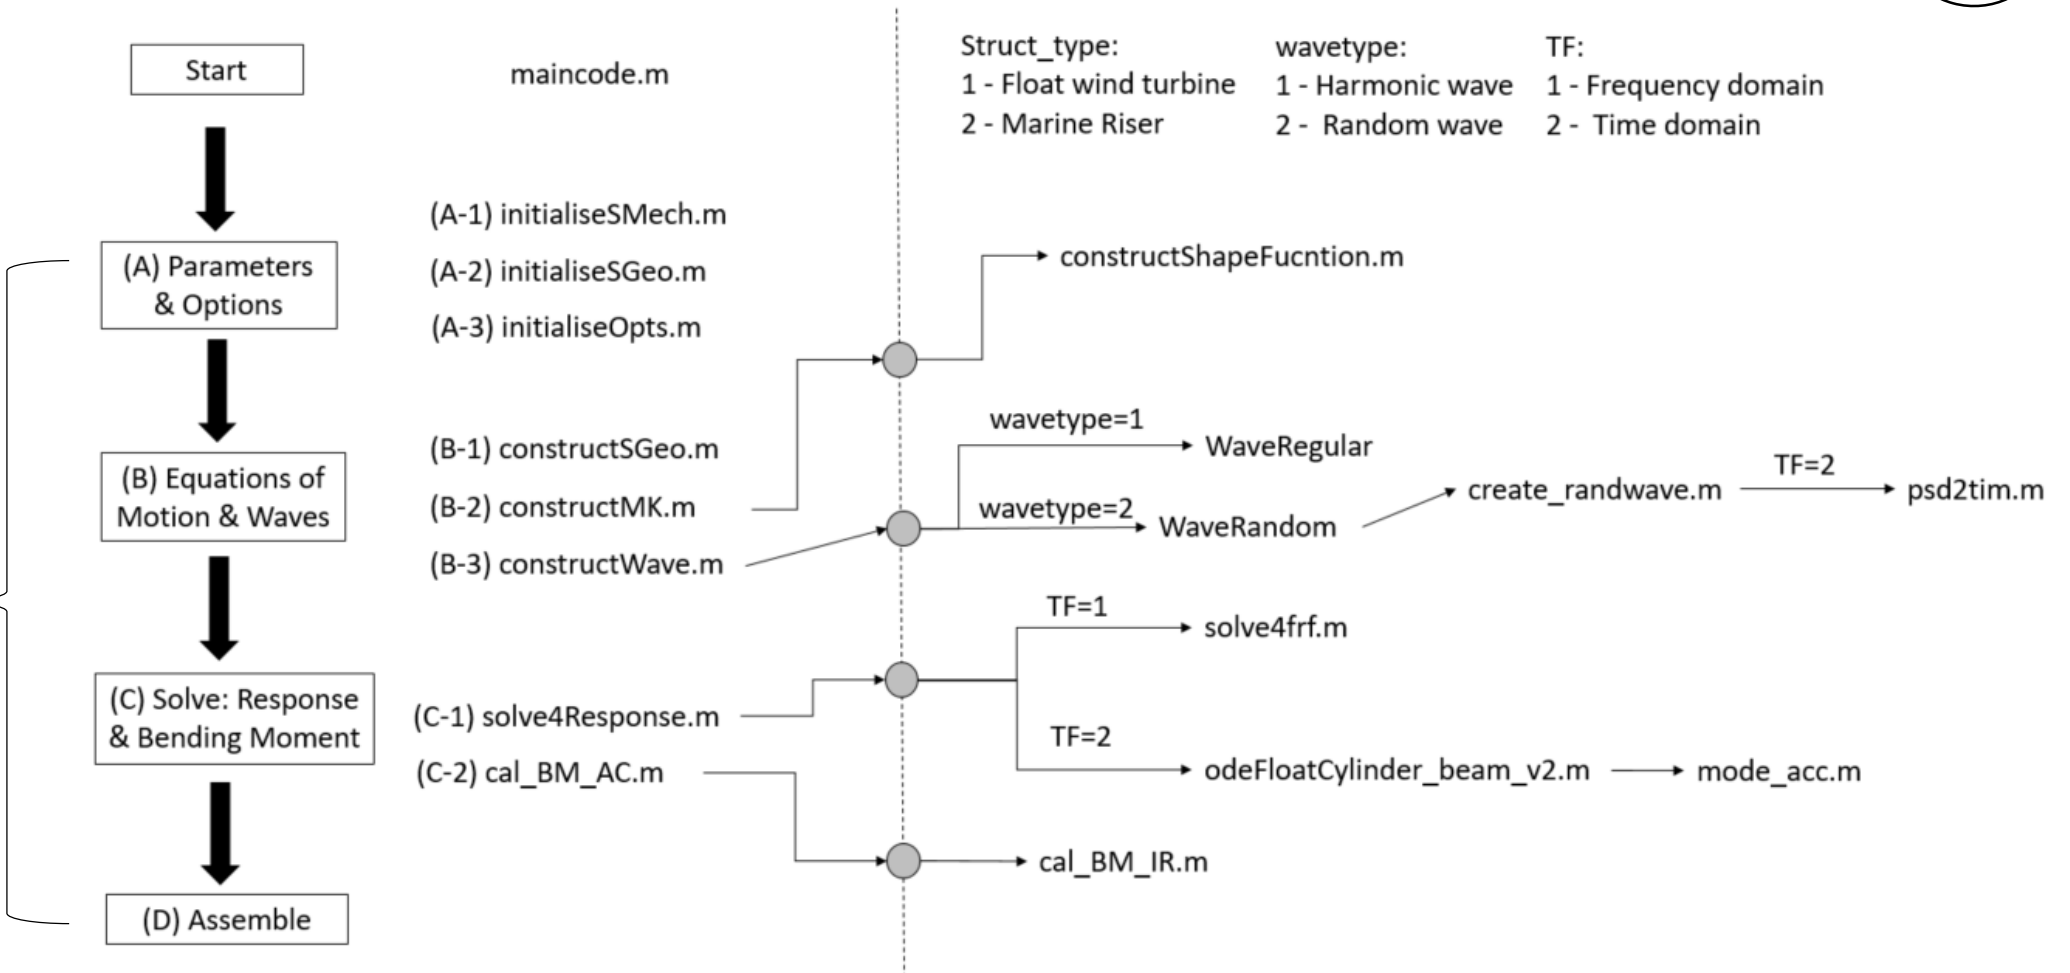 Start
maincode.m
Struct_type:
1 - Float wind turbine
2 - Marine Riser
wavetype:
1 - Harmonic wave
2 - Random wave
TF:
1 - Frequency domain
2 - Time domain
(A) Parameters
& Options
(A-1) initialiseSMech.m
(A-2) initialiseSGeo.m
(A-3) initialiseOpts.m
constructShapeFucntion.m
(B) Equations of
Motion & Waves
(B-1) constructSGeo.m
(B-2) constructMK.m
(B-3) constructWave.m
wavetype=1
WaveRegular
wavetype=2
WaveRandom
create_randwave.m
TF=2
psd2tim.m
(C) Solve: Response
& Bending Moment
(C-1) solve4Response.m
(C-2) cal_BM_AC.m
TF=1
solve4frf.m
TF=2
odeFloatCylinder_beam_v2.m
mode_acc.m
cal_BM_IR.m
(D) Assemble